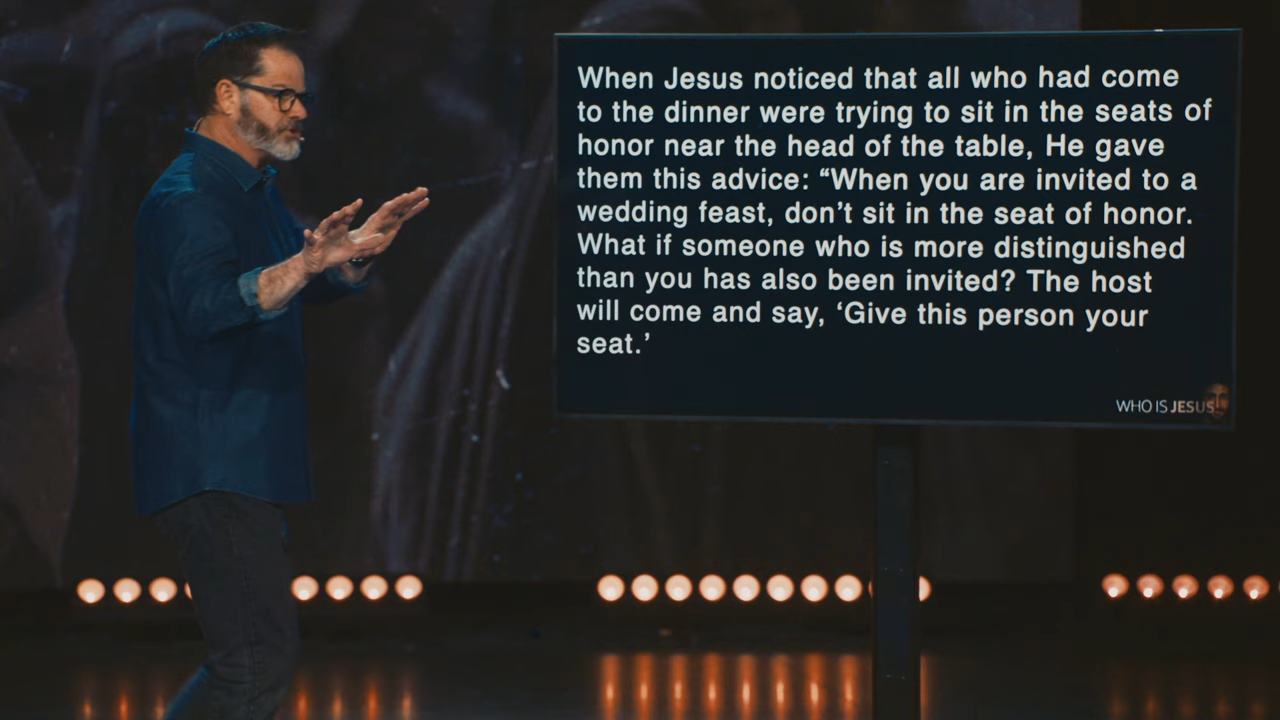 When Jesus noticed that all who had come
to the dinner were trying to sit in the seats of
honor near the head of the table, He gave
them this advice: “When you are invited to a
wedding feast, don’t sit in the seat of honor.
What if someone who is more distinguished
than you has also been invited? The host
will come and say, ‘Give this person your
seat.’
WHO IS JESUS